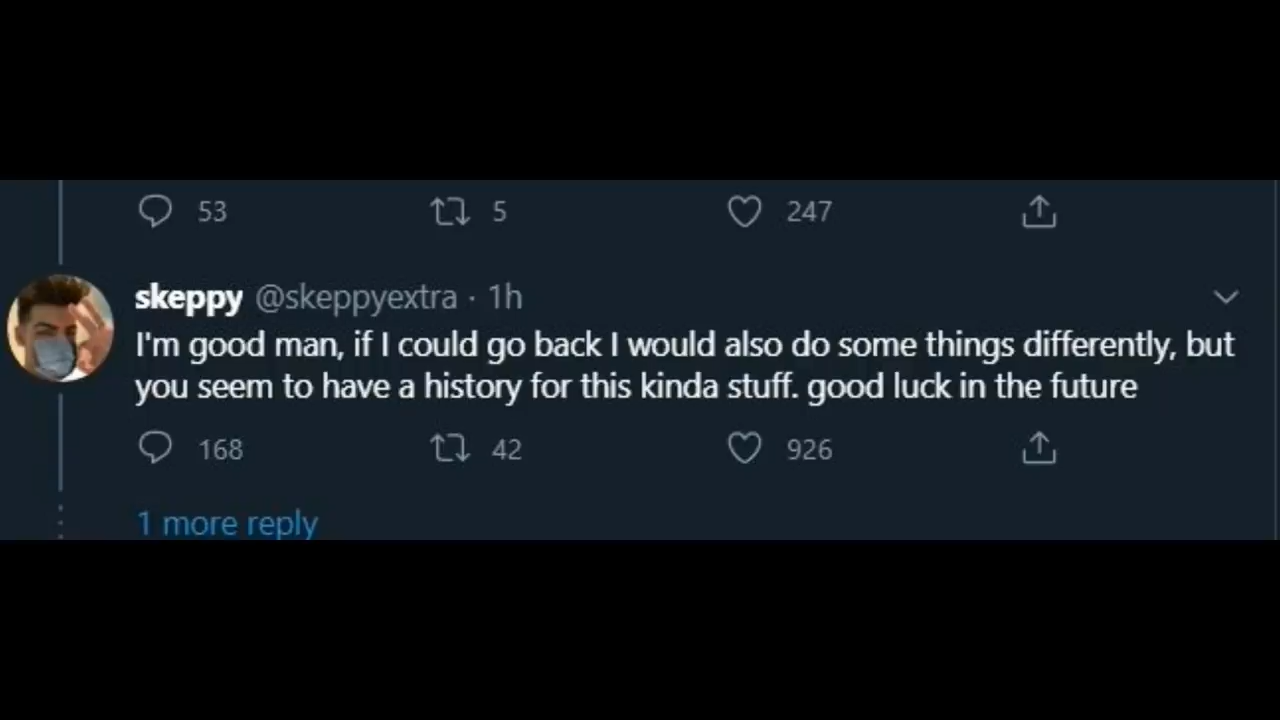 53 5 247
skeppy @skeppyextra · 1h
I'm good man, if I could go back I would also do some things differently, but
you seem to have a history for this kinda stuff. good luck in the future
168 42 926
1 more reply